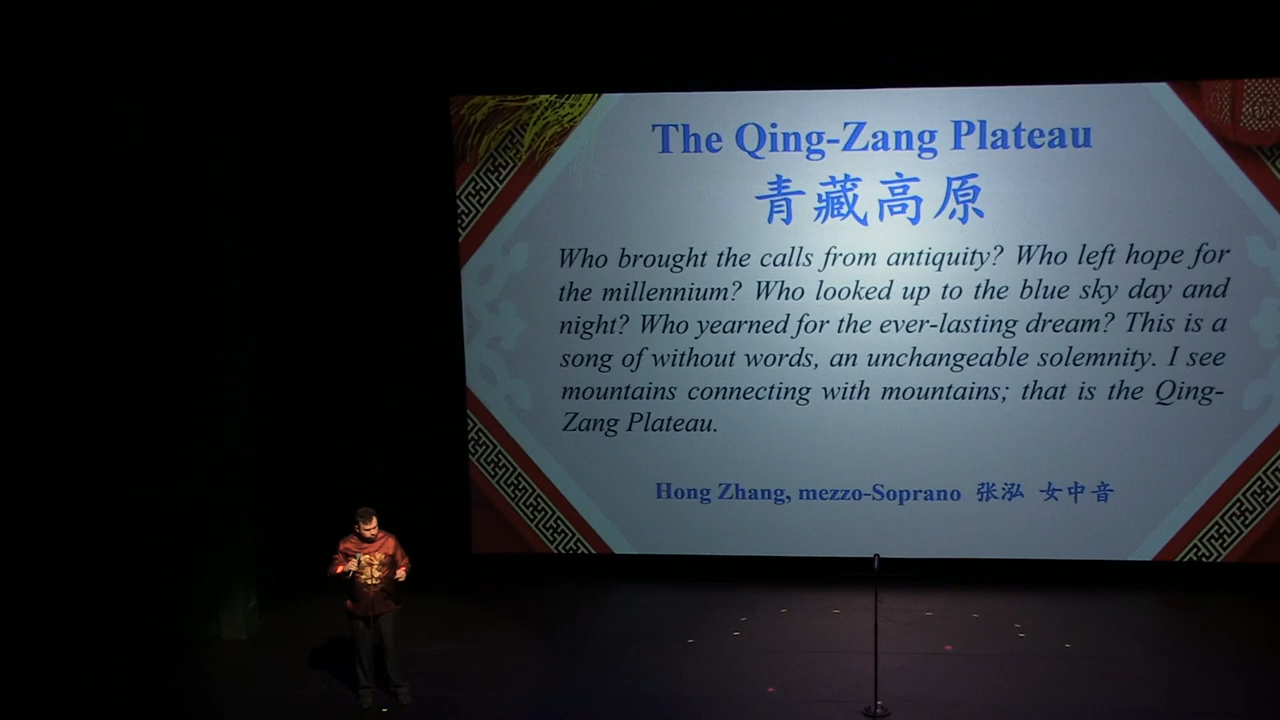 The Qing-Zang Plateau
青藏高原
Who brought the calls from antiquity? Who left hope for
the millennium? Who looked up to the blue sky day and
night? Who yearned for the ever-lasting dream? This is a
song of without words, an unchangeable solemnity. I see
mountains connecting with mountains; that is the Qing-
Zang Plateau.
Hong Zhang, mezzo-Soprano 张泓 女中音